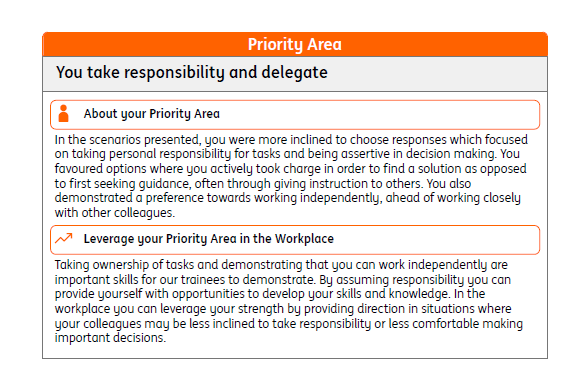 Priority Area
You take responsibility and delegate
About your Priority Area
In the scenarios presented, you were more inclined to choose responses which focused
on taking personal responsibility for tasks and being assertive in decision making. You
favoured options where you actively took charge in order to find a solution as opposed
to first seeking guidance, often through giving instruction to others. You also
demonstrated a preference towards working independently, ahead of working closely
with other colleagues.
Leverage your Priority Area in the Workplace
Taking ownership of tasks and demonstrating that you can work independently are
important skills for our trainees to demonstrate. By assuming responsibility you can
provide yourself with opportunities to develop your skills and knowledge. In the
workplace you can leverage your strength by providing direction in situations where
your colleagues may be less inclined to take responsibility or less comfortable making
important decisions.